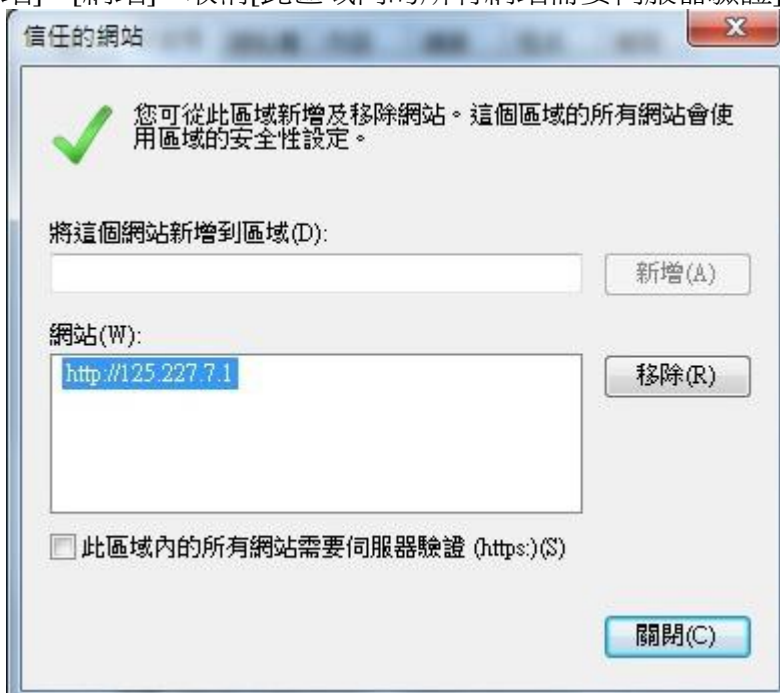 信任的網站
您可從此區域新增及移除網站。這個區域的所有網站會使
用區域的安全性設定。
將這個網站新增到區域(D):
新增(A)
網站(W):
http://125.227.7.1
移除(R)
此區域內的所有網站需要伺服器驗證 (https:)(S)
關閉(C)